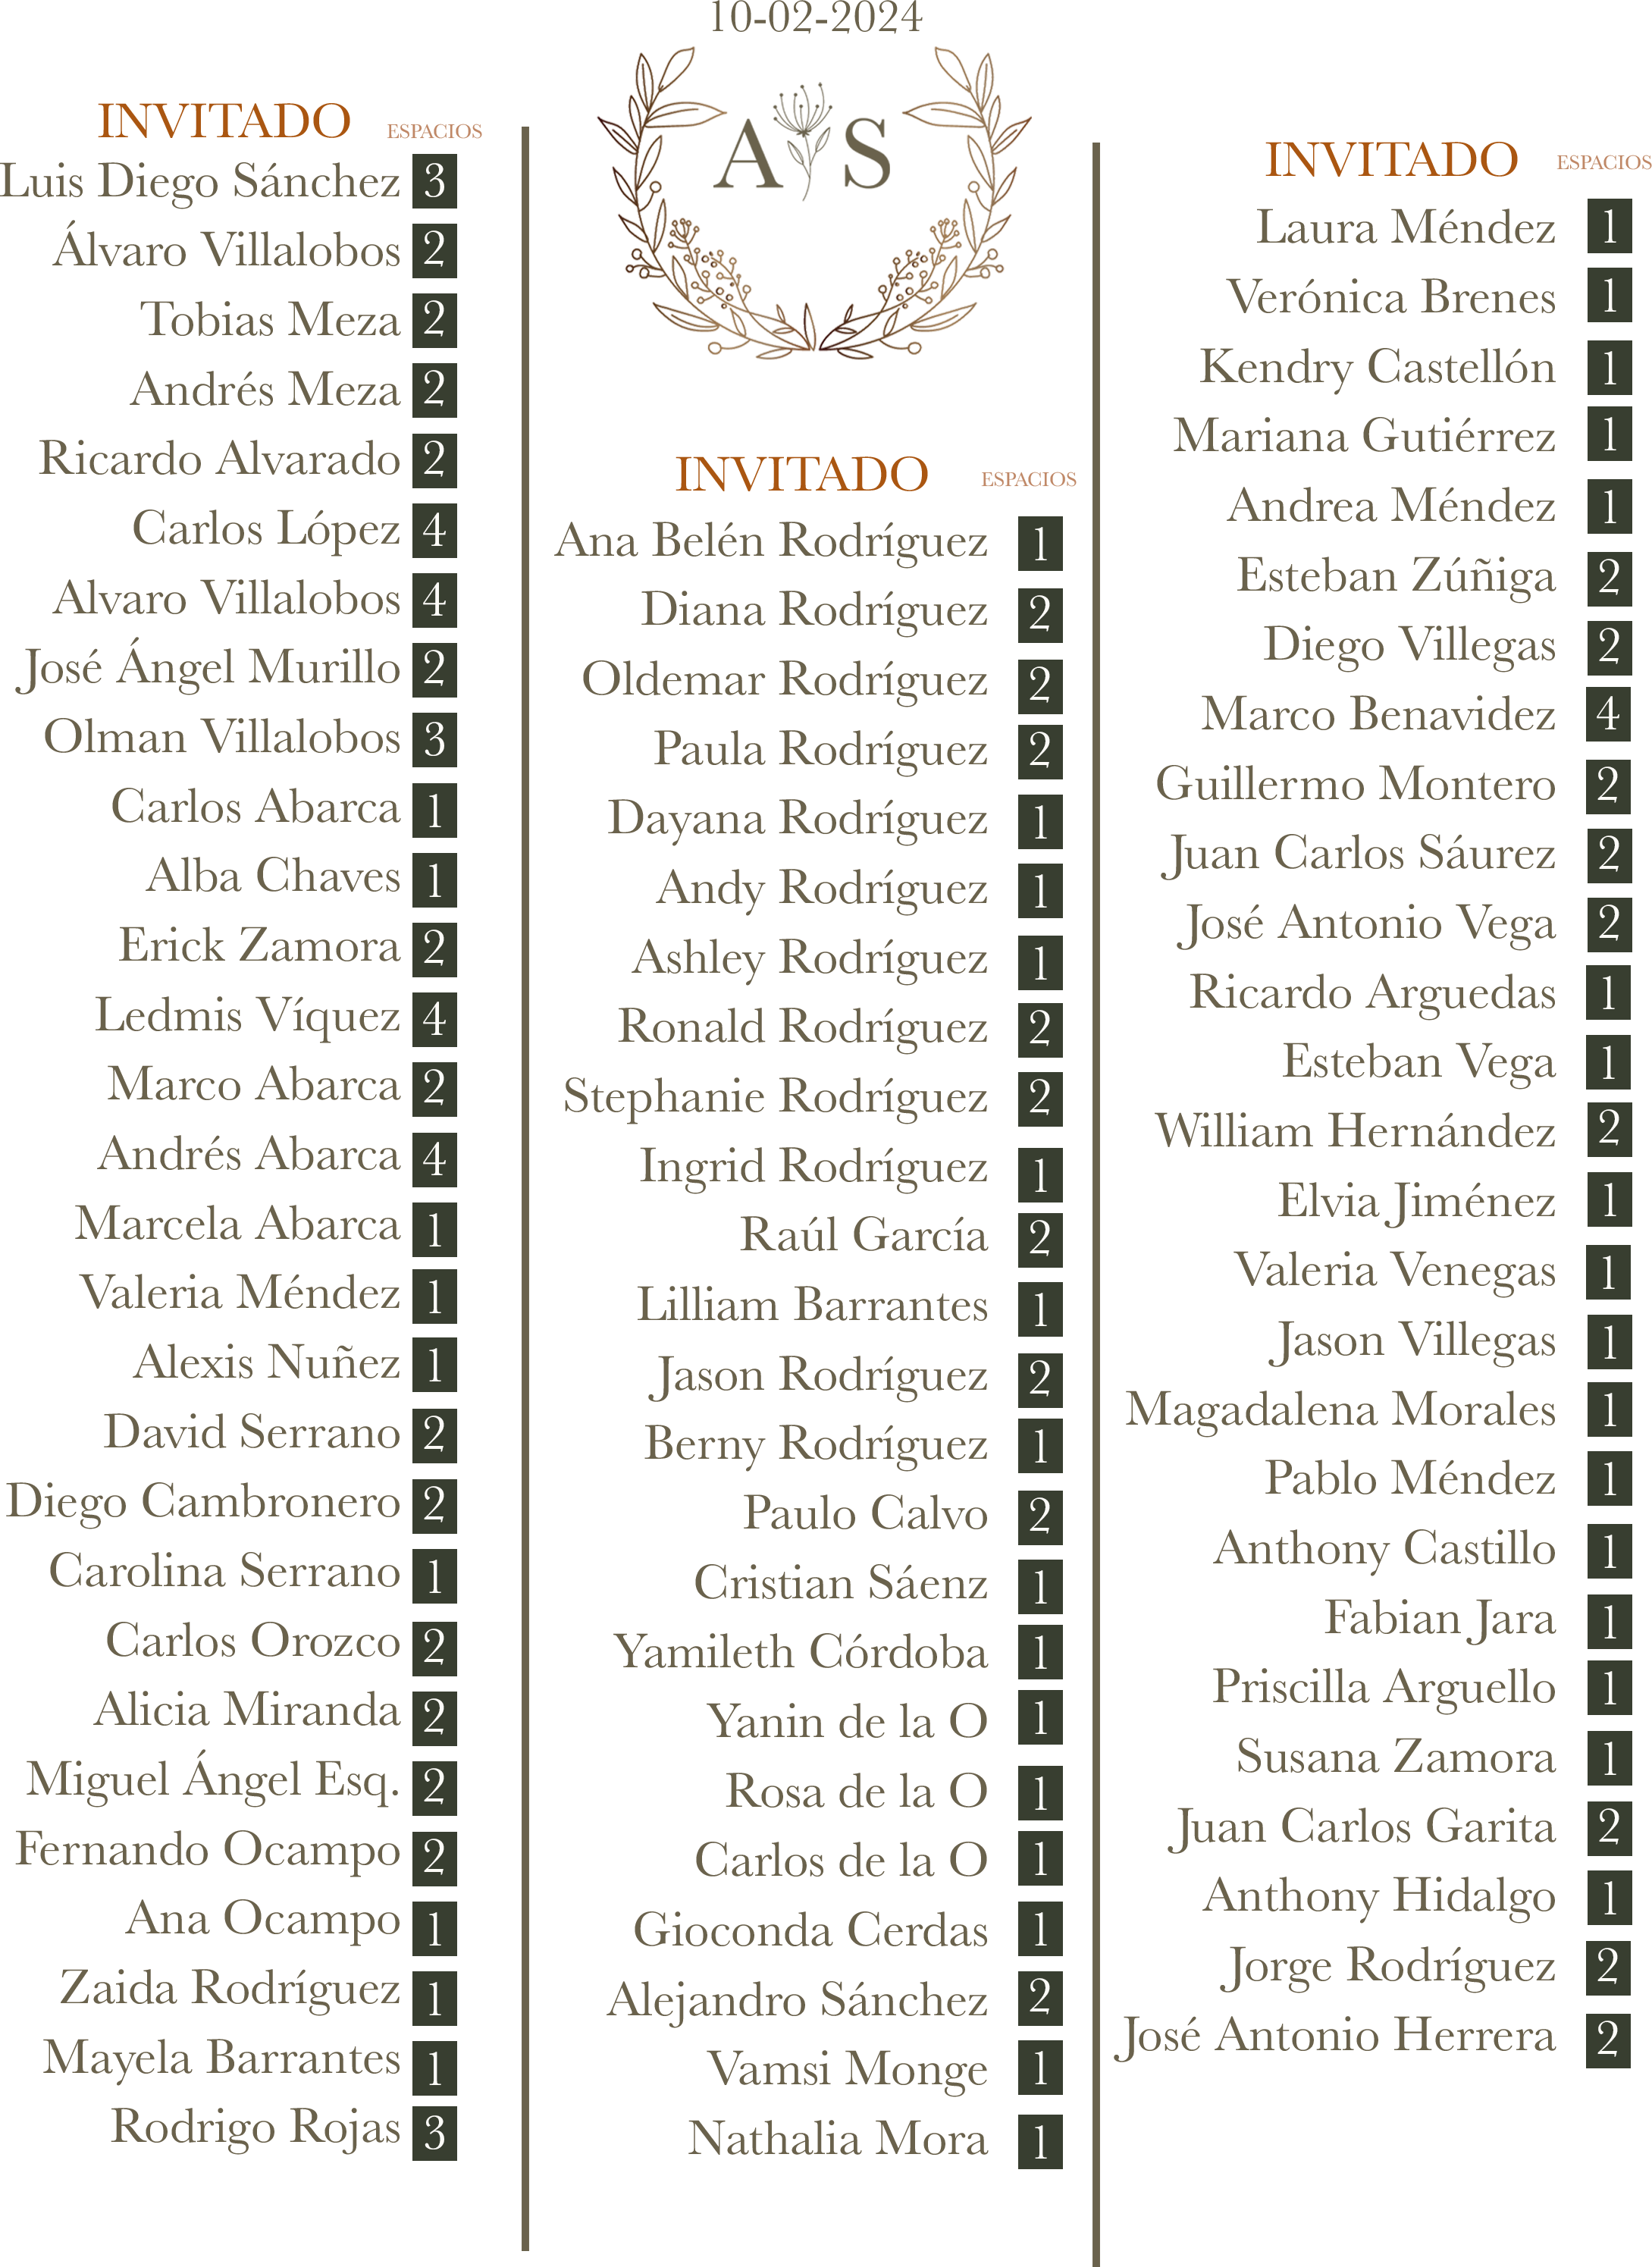 10-02-2024
A S
INVITADO ESPACIOS
Luis Diego Sánchez 3
Álvaro Villalobos 2
Tobias Meza 2
Andrés Meza 2
Ricardo Alvarado 2
Carlos López 4
Alvaro Villalobos 4
José Ángel Murillo 2
Olman Villalobos 3
Carlos Abarca 1
Alba Chaves 1
Erick Zamora 2
Ledmis Víquez 4
Marco Abarca 2
Andrés Abarca 4
Marcela Abarca 1
Valeria Méndez 1
Alexis Nuñez 1
David Serrano 2
Diego Cambronero 2
Carolina Serrano 1
Carlos Orozco 2
Alicia Miranda 2
Miguel Ángel Esq. 2
Fernando Ocampo 2
Ana Ocampo 1
Zaida Rodríguez 1
Mayela Barrantes 1
Rodrigo Rojas 3
INVITADO ESPACIOS
Ana Belén Rodríguez 1
Diana Rodríguez 2
Oldemar Rodríguez 2
Paula Rodríguez 2
Dayana Rodríguez 1
Andy Rodríguez 1
Ashley Rodríguez 1
Ronald Rodríguez 2
Stephanie Rodríguez 2
Ingrid Rodríguez 1
Raúl García 2
Lilliam Barrantes 1
Jason Rodríguez 2
Berny Rodríguez 1
Paulo Calvo 2
Cristian Sáenz 1
Yamileth Córdoba 1
Yanin de la O 1
Rosa de la O 1
Carlos de la O 1
Gioconda Cerdas 1
Alejandro Sánchez 2
Vamsi Monge 1
Nathalia Mora 1
INVITADO ESPACIOS
Laura Méndez 1
Verónica Brenes 1
Kendry Castellón 1
Mariana Gutiérrez 1
Andrea Méndez 1
Esteban Zúñiga 2
Diego Villegas 2
Marco Benavidez 4
Guillermo Montero 2
Juan Carlos Sáurez 2
José Antonio Vega 2
Ricardo Arguedas 1
Esteban Vega 1
William Hernández 2
Elvia Jiménez 1
Valeria Venegas 1
Jason Villegas 1
Magadalena Morales 1
Pablo Méndez 1
Anthony Castillo 1
Fabian Jara 1
Priscilla Arguello 1
Susana Zamora 1
Juan Carlos Garita 2
Anthony Hidalgo 1
Jorge Rodríguez 2
José Antonio Herrera 2